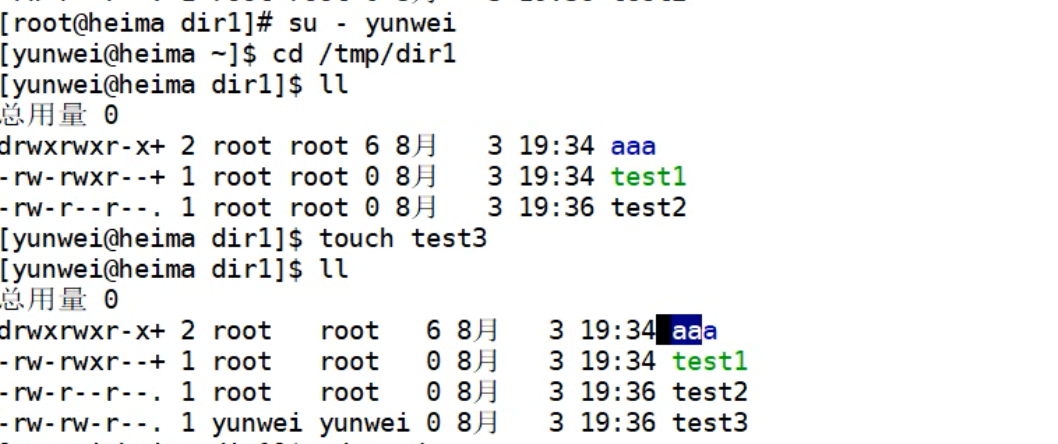 [root@heima dir1]# su - yunwei
[yunwei@heima ~]$ cd /tmp/dir1
[yunwei@heima dir1]$ ll
总用量 0
drwxrwxr-x+ 2 root root 6 8月   3 19:34 aaa
-rw-rwxr--+ 1 root root 0 8月   3 19:34 test1
-rw-r--r--. 1 root root 0 8月   3 19:36 test2
[yunwei@heima dir1]$ touch test3
[yunwei@heima dir1]$ ll
总用量 0
drwxrwxr-x+ 2 root   root   6 8月   3 19:34 aaa
-rw-rwxr--+ 1 root   root   0 8月   3 19:34 test1
-rw-r--r--. 1 root   root   0 8月   3 19:36 test2
-rw-rw-r--. 1 yunwei yunwei 0 8月   3 19:36 test3